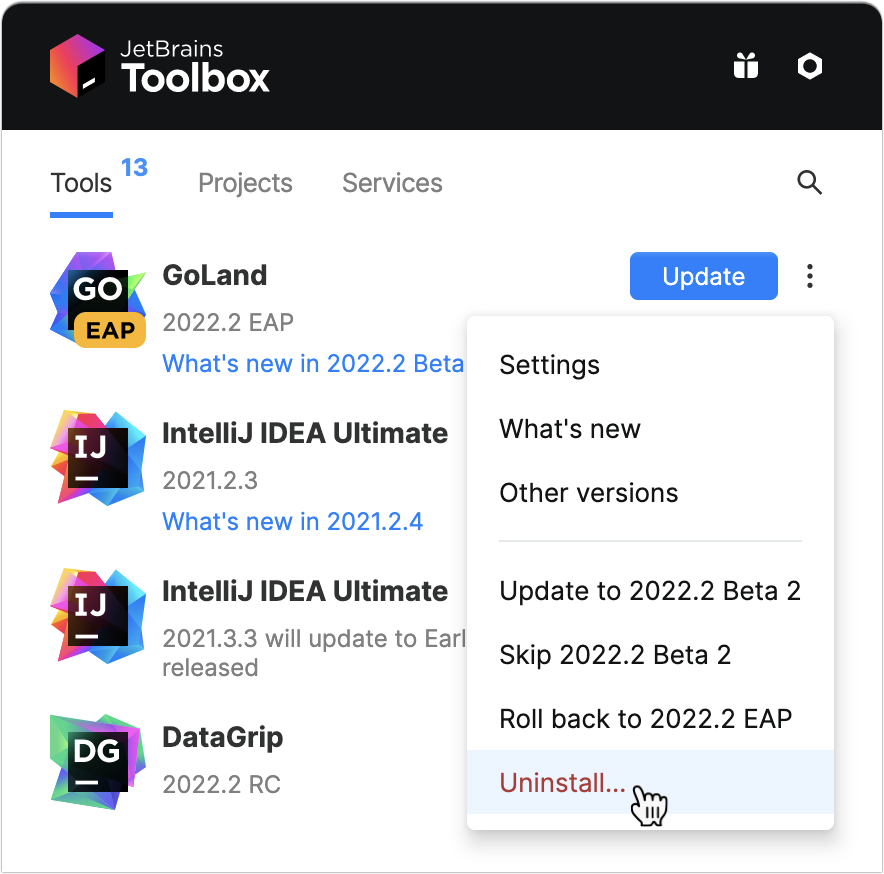 JetBrains
Toolbox
Tools 13 Projects Services
GO
EAP
GoLand
Update
2022.2 EAP
What's new in 2022.2 Beta
Settings
What's new
Other versions
Update to 2022.2 Beta 2
Skip 2022.2 Beta 2
Roll back to 2022.2 EAP
Uninstall...
IJ
IntelliJ IDEA Ultimate
2021.2.3
What's new in 2021.2.4
IJ
IntelliJ IDEA Ultimate
2021.3.3 will update to Earl
released
DG
DataGrip
2022.2 RC